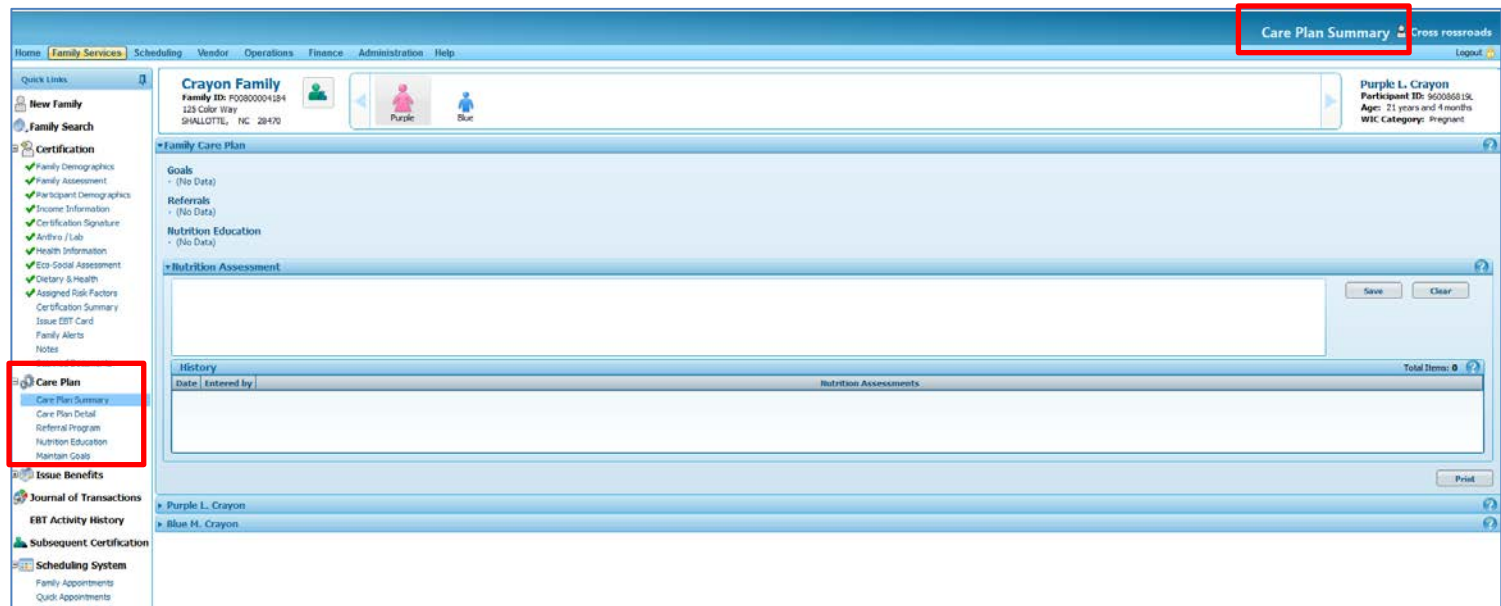 Care Plan Summary Cross rossroads
Home Family Services Scheduling Vendor Operations Finance Administration Help
Logout
Quick Links
New Family
Family Search
Certification
Family Demographics
Family Assessment
Participant Demographics
Income Information
Certification Signature
Anthro / Lab
Health Information
Eco-Social Assessment
Dietary & Health
Assigned Risk Factors
Certification Summary
Issue EBT Card
Family Alerts
Notes
Care Plan
Care Plan Summary
Care Plan Detail
Referral Program
Nutrition Education
Maintain Goals
Issue Benefits
Journal of Transactions
EBT Activity History
Subsequent Certification
Scheduling System
Family Appointments
Quick Appointments
Crayon Family
Family ID: F00800004184
125 Color Way
SHALLOTTE, NC 28470
Purple
Blue
Purple L. Crayon
Participant ID: 960086819L
Age: 21 years and 4 months
WIC Category: Pregnant
Family Care Plan
Goals
- (No Data)
Referrals
- (No Data)
Nutrition Education
- (No Data)
Nutrition Assessment
Save Clear
History Total Items: 0
Date Entered by Nutrition Assessments
Print
Purple L. Crayon
Blue M. Crayon